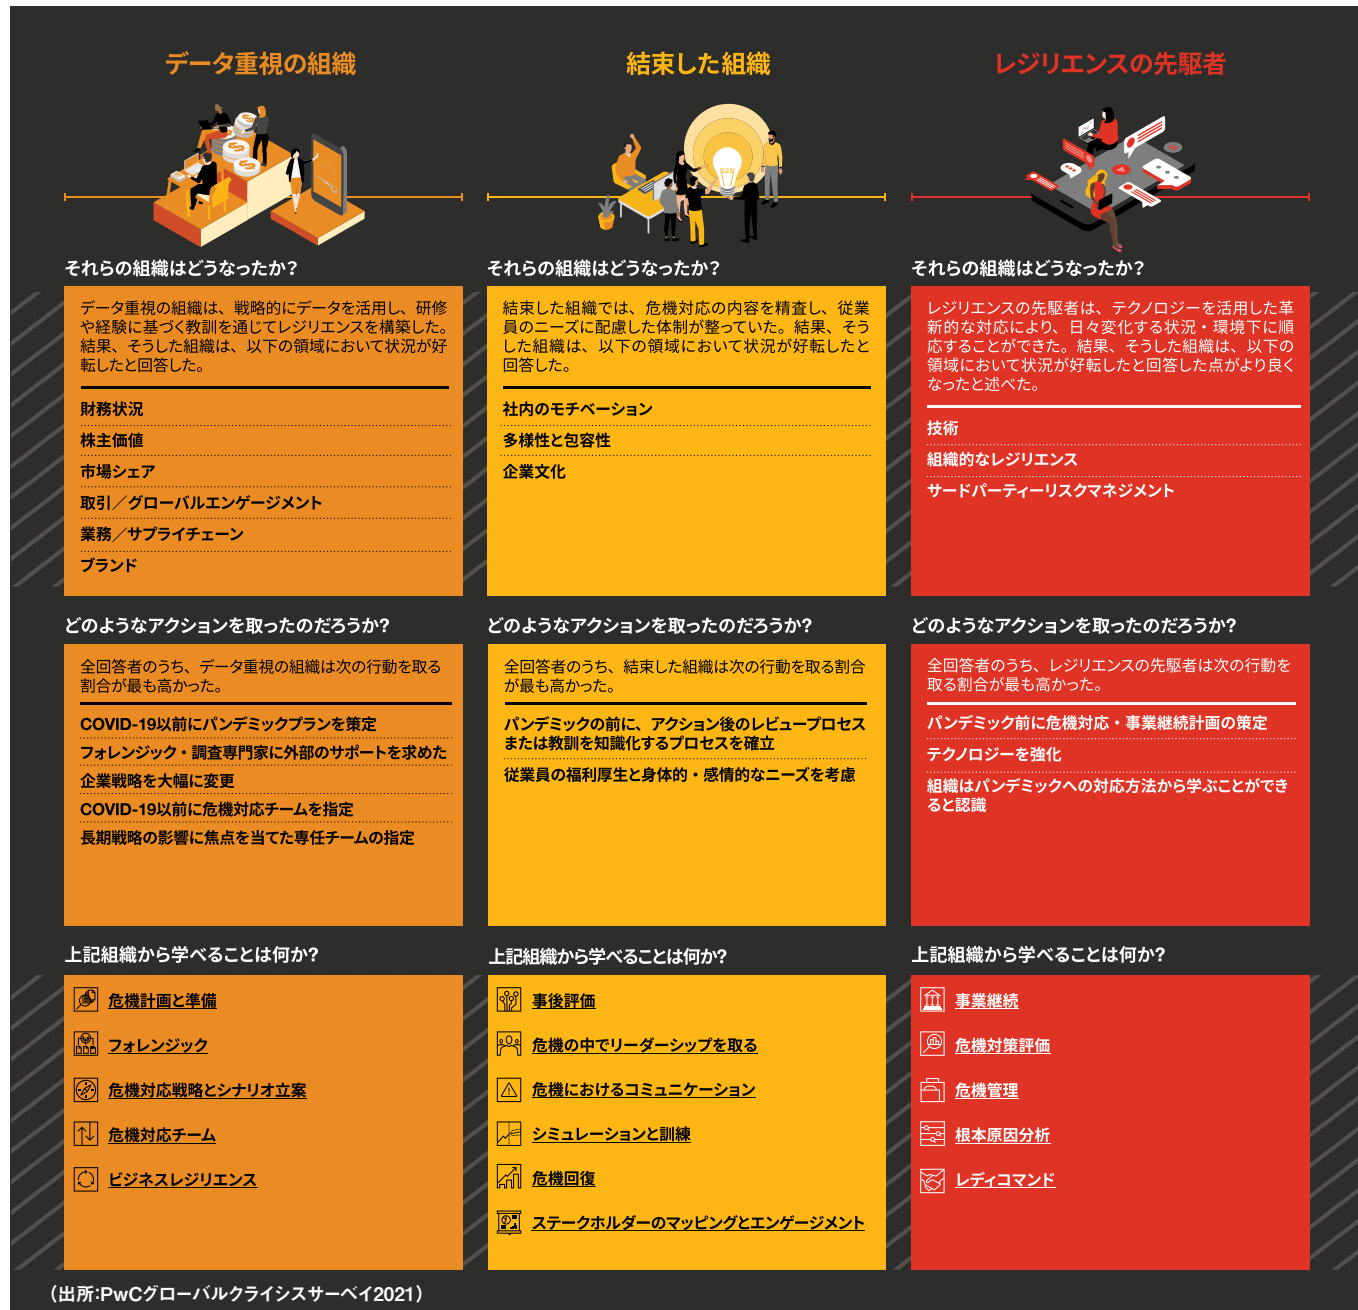 データ重視の組織
それらの組織はどうなったか？
データ重視の組織は、戦略的にデータを活用し、研修
や経験に基づく教訓を通じてレジリエンスを構築した。
結果、そうした組織は、以下の領域において状況が好
転したと回答した。
財務状況
株主価値
市場シェア
取引／グローバルエンゲージメント
業務／サプライチェーン
ブランド
どのようなアクションを取ったのだろうか?
全回答者のうち、データ重視の組織は次の行動を取る
割合が最も高かった。
COVID-19以前にパンデミックプランを策定
フォレンジック・調査専門家に外部のサポートを求めた
企業戦略を大幅に変更
COVID-19以前に危機対応チームを指定
長期戦略の影響に焦点を当てた専任チームの指定
上記組織から学べることは何か?
危機計画と準備
フォレンジック
危機対応戦略とシナリオ立案
危機対応チーム
ビジネスレジリエンス
結束した組織
それらの組織はどうなったか？
結束した組織では、危機対応の内容を精査し、従業
員のニーズに配慮した体制が整っていた。結果、そう
した組織は、以下の領域において状況が好転したと
回答した。
社内のモチベーション
多様性と包容性
企業文化
どのようなアクションを取ったのだろうか?
全回答者のうち、結束した組織は次の行動を取る割合
が最も高かった。
パンデミックの前に、アクション後のレビュープロセス
または教訓を知識化するプロセスを確立
従業員の福利厚生と身体的・感情的なニーズを考慮
上記組織から学べることは何か?
事後評価
危機の中でリーダーシップを取る
危機におけるコミュニケーション
シミュレーションと訓練
危機回復
ステークホルダーのマッピングとエンゲージメント
レジリエンスの先駆者
それらの組織はどうなったか？
レジリエンスの先駆者は、テクノロジーを活用した革
新的な対応により、日々変化する状況・環境下に順
応することができた。結果、そうした組織は、以下の
領域において状況が好転したと回答した点がより良く
なったと述べた。
技術
組織的なレジリエンス
サードパーティーリスクマネジメント
どのようなアクションを取ったのだろうか?
全回答者のうち、レジリエンスの先駆者は次の行動を
取る割合が最も高かった。
パンデミック前に危機対応・事業継続計画の策定
テクノロジーを強化
組織はパンデミックへの対応方法から学ぶことができ
ると認識
上記組織から学べることは何か?
事業継続
危機対策評価
危機管理
根本原因分析
レディコマンド
（出所:PwCグローバルクライシスサーベイ2021）